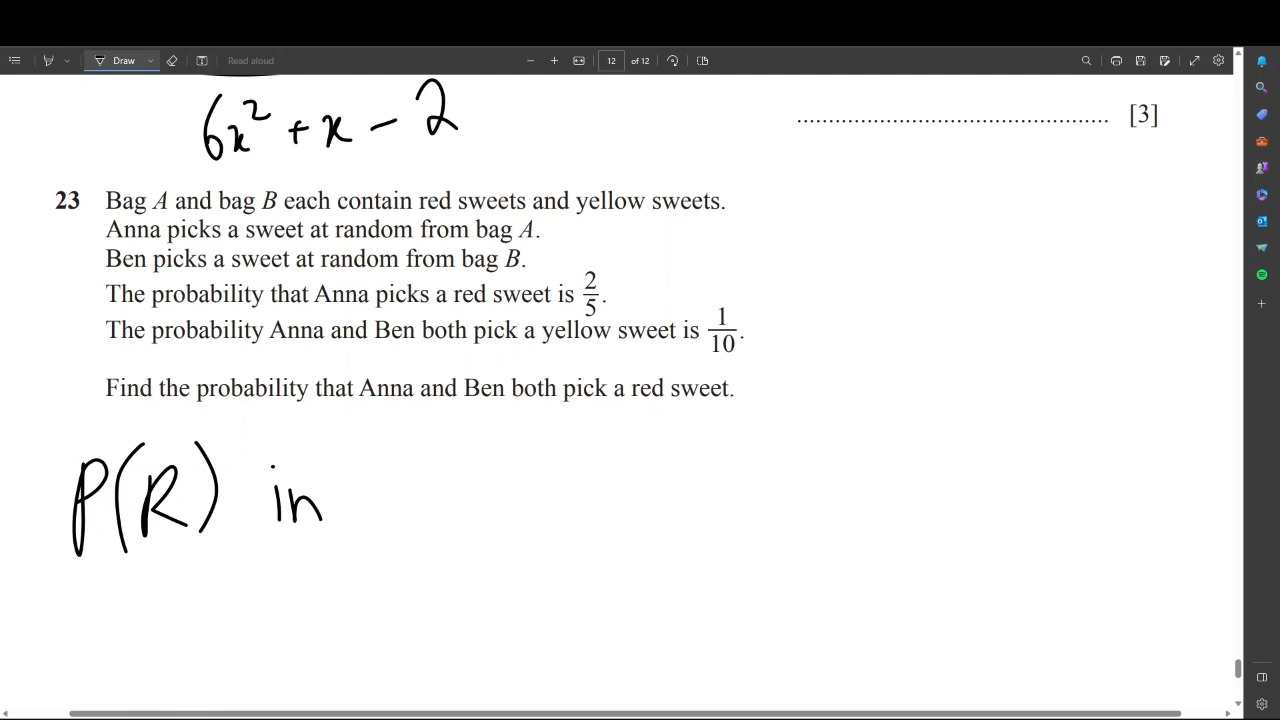 Draw
Read aloud
12 of 12
6x² + x − 2
.............................................. [3]
23 Bag A and bag B each contain red sweets and yellow sweets.
Anna picks a sweet at random from bag A.
Ben picks a sweet at random from bag B.
The probability that Anna picks a red sweet is 2/5.
The probability Anna and Ben both pick a yellow sweet is 1/10.
Find the probability that Anna and Ben both pick a red sweet.
P(R) in